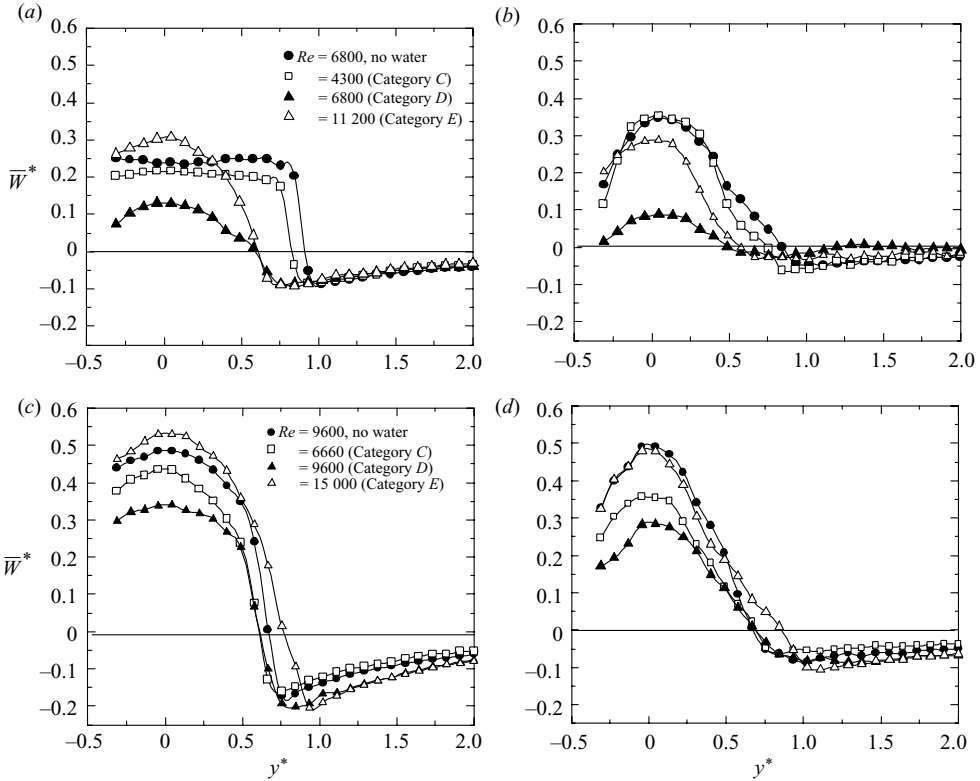 (a)
0.6
0.5
0.4
0.3
0.2
0.1
0
–0.1
–0.2
W̅*
Re = 6800, no water
= 4300 (Category C)
= 6800 (Category D)
= 11 200 (Category E)
–0.5 0 0.5 1.0 1.5 2.0
(b)
0.6
0.5
0.4
0.3
0.2
0.1
0
–0.1
–0.2
–0.5 0 0.5 1.0 1.5 2.0
(c)
0.6
0.5
0.4
0.3
0.2
0.1
0
–0.1
–0.2
W̅*
Re = 9600, no water
= 6660 (Category C)
= 9600 (Category D)
= 15 000 (Category E)
–0.5 0 0.5 1.0 1.5 2.0
y*
(d)
0.6
0.5
0.4
0.3
0.2
0.1
0
–0.1
–0.2
–0.5 0 0.5 1.0 1.5 2.0
y*